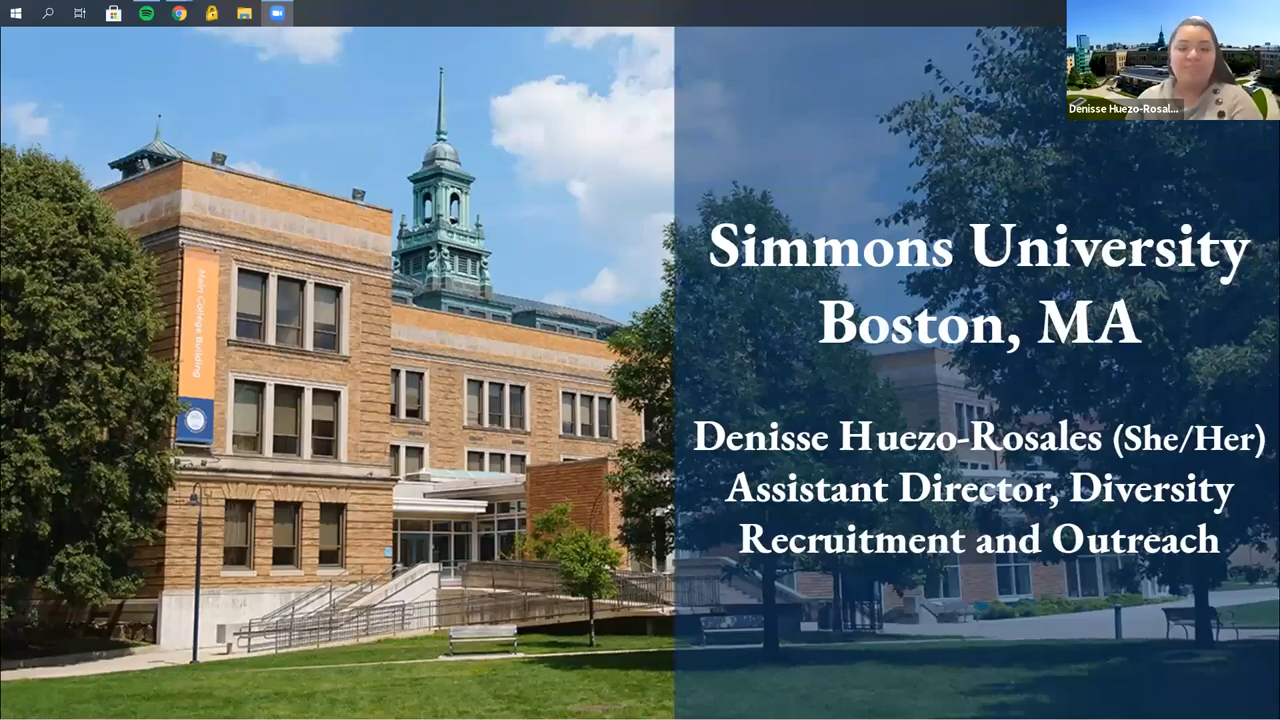 Denisse Huezo-Rosal...
Main College Building
Simmons University
Boston, MA
Denisse Huezo-Rosales (She/Her)
Assistant Director, Diversity
Recruitment and Outreach